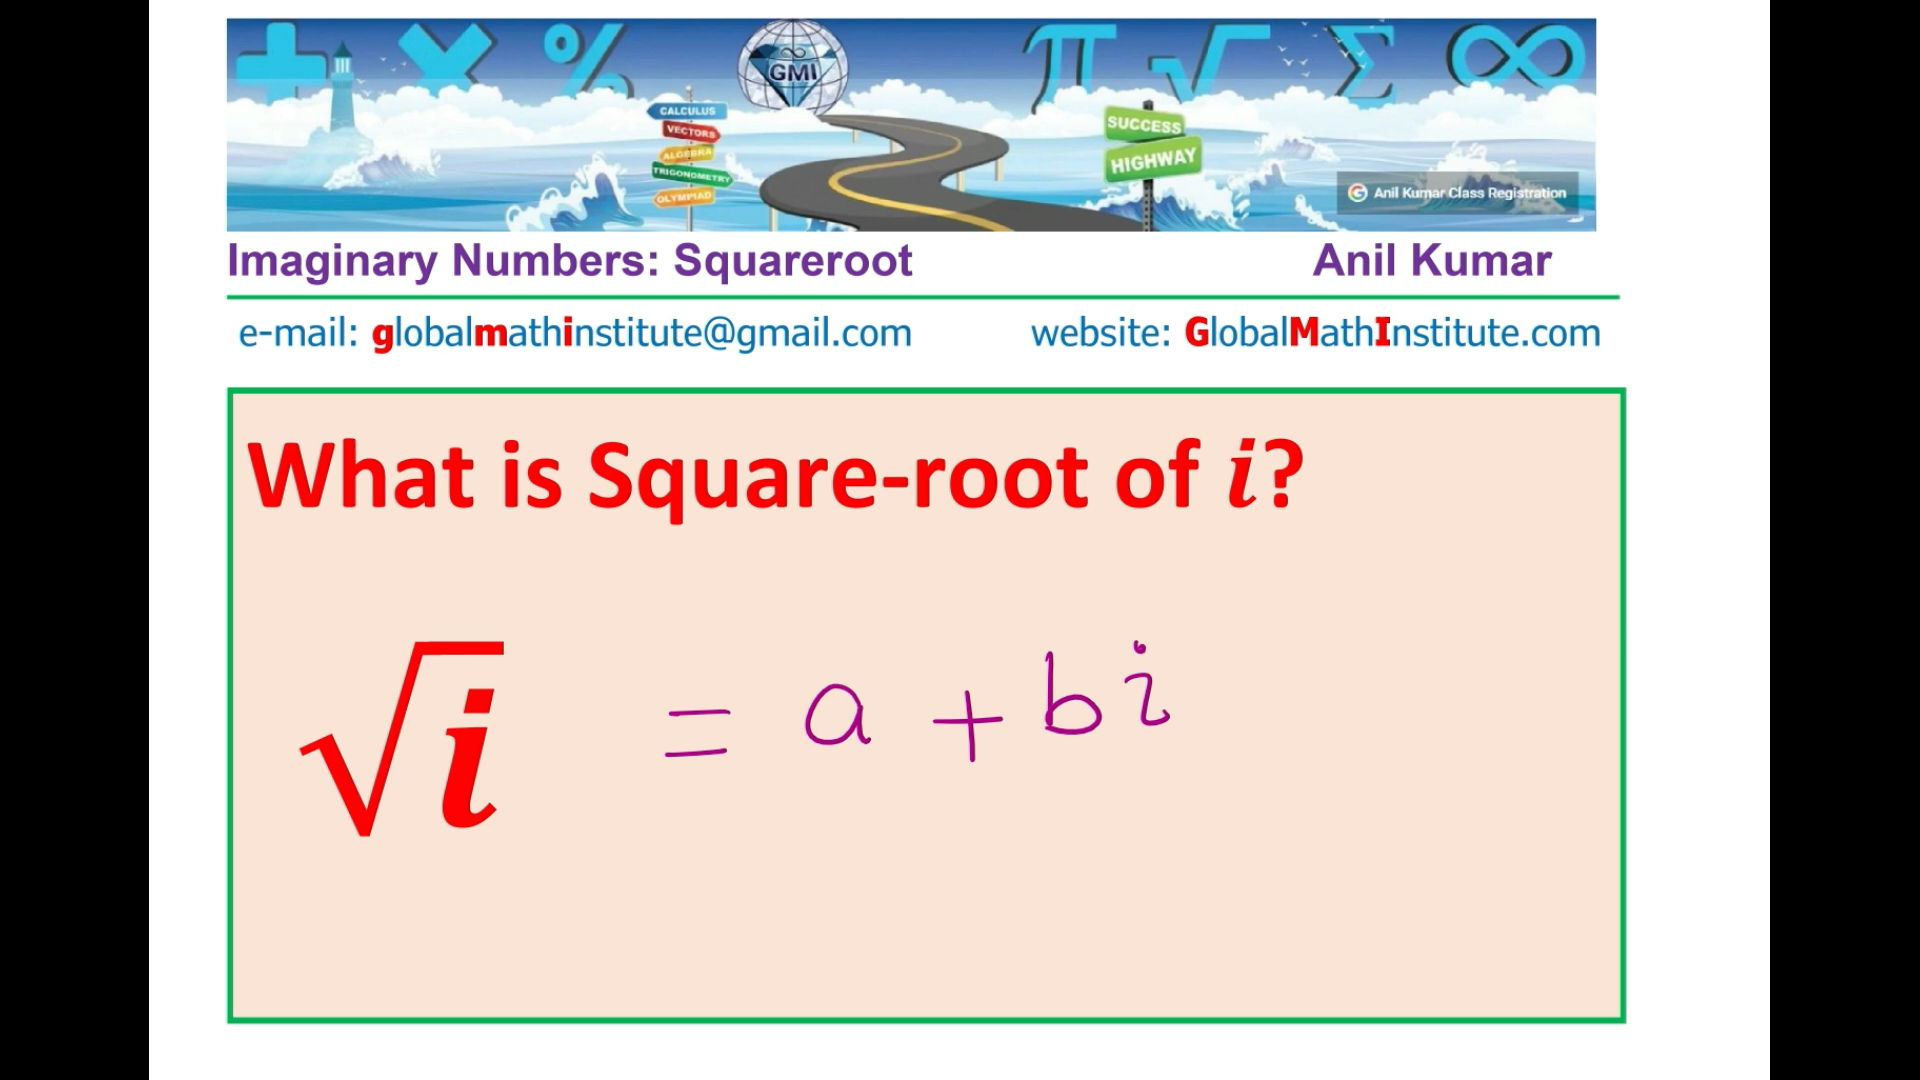 GMI
CALCULUS
VECTORS
ALGEBRA
TRIGONOMETRY
OLYMPIAD
SUCCESS
HIGHWAY
Anil Kumar Class Registration
Imaginary Numbers: Squareroot Anil Kumar
e-mail: globalmathinstitute@gmail.com website: GlobalMathInstitute.com
What is Square-root of i?
√i = a + bi